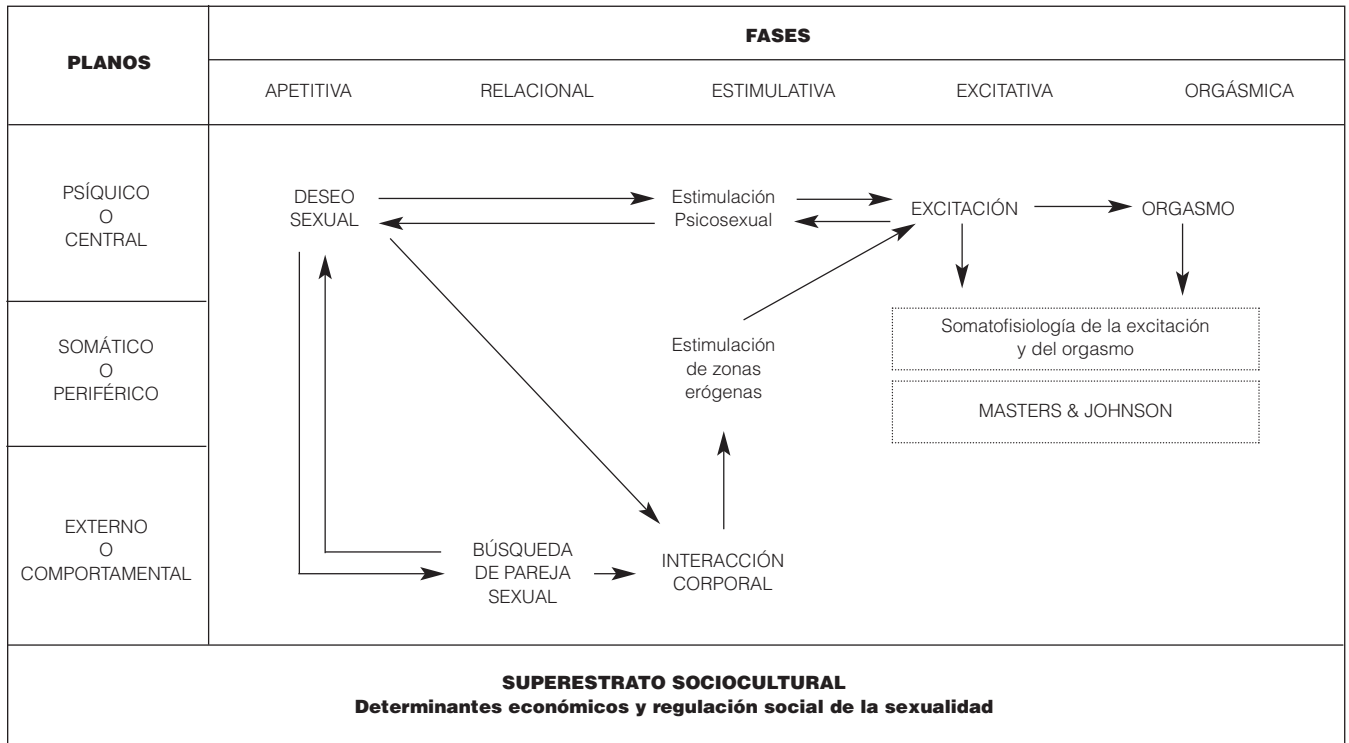 PLANOS
FASES
APETITIVA RELACIONAL ESTIMULATIVA EXCITATIVA ORGÁSMICA
PSÍQUICO
O
CENTRAL
DESEO
SEXUAL
Estimulación
Psicosexual
EXCITACIÓN
ORGASMO
SOMÁTICO
O
PERIFÉRICO
Estimulación
de zonas
erógenas
Somatofisiología de la excitación
y del orgasmo
MASTERS & JOHNSON
EXTERNO
O
COMPORTAMENTAL
BÚSQUEDA
DE PAREJA
SEXUAL
INTERACCIÓN
CORPORAL
SUPERESTRATO SOCIOCULTURAL
Determinantes económicos y regulación social de la sexualidad